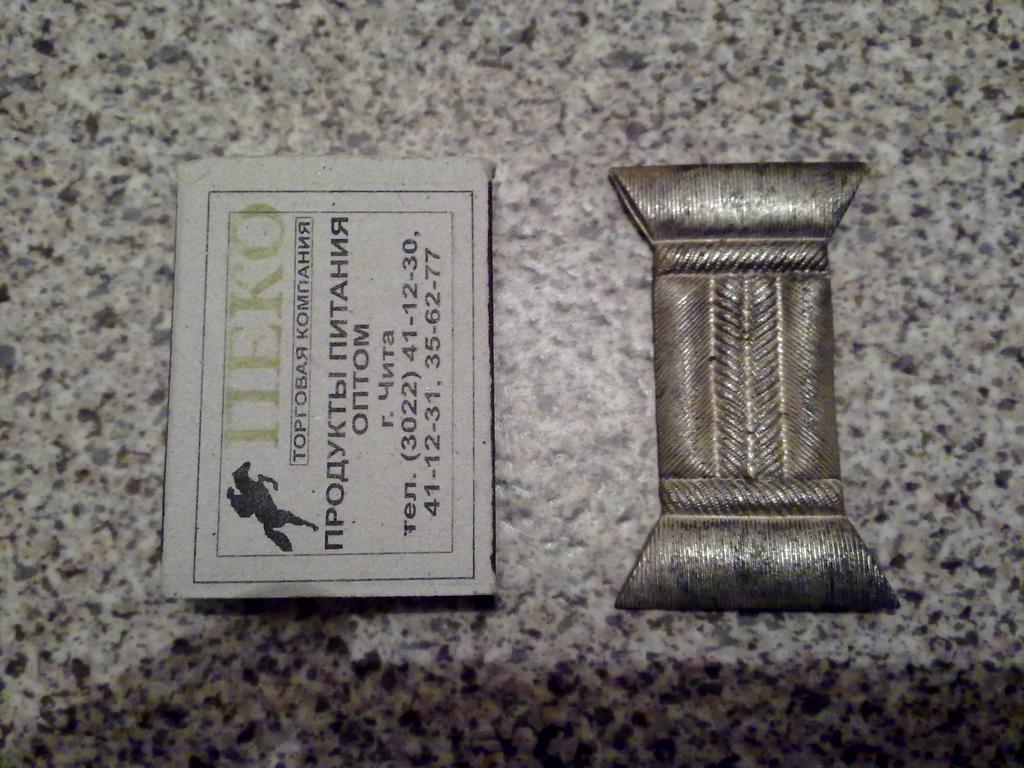 ПЕКО
ТОРГОВАЯ КОМПАНИЯ
ПРОДУКТЫ ПИТАНИЯ
ОПТОМ
г. Чита
тел. (3022) 41-12-30,
41-12-31, 35-62-77